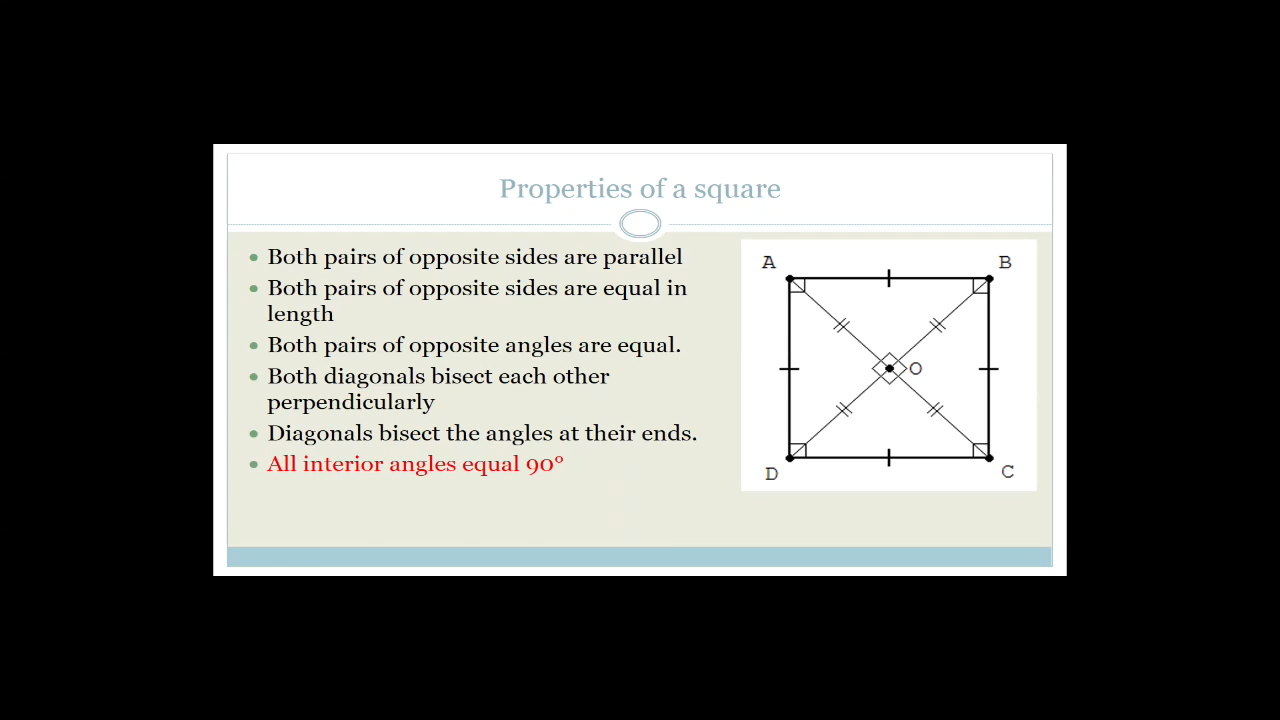 Properties of a square
• Both pairs of opposite sides are parallel
• Both pairs of opposite sides are equal in
length
• Both pairs of opposite angles are equal.
• Both diagonals bisect each other
perpendicularly
• Diagonals bisect the angles at their ends.
• All interior angles equal 90°
A
B
O
D
C